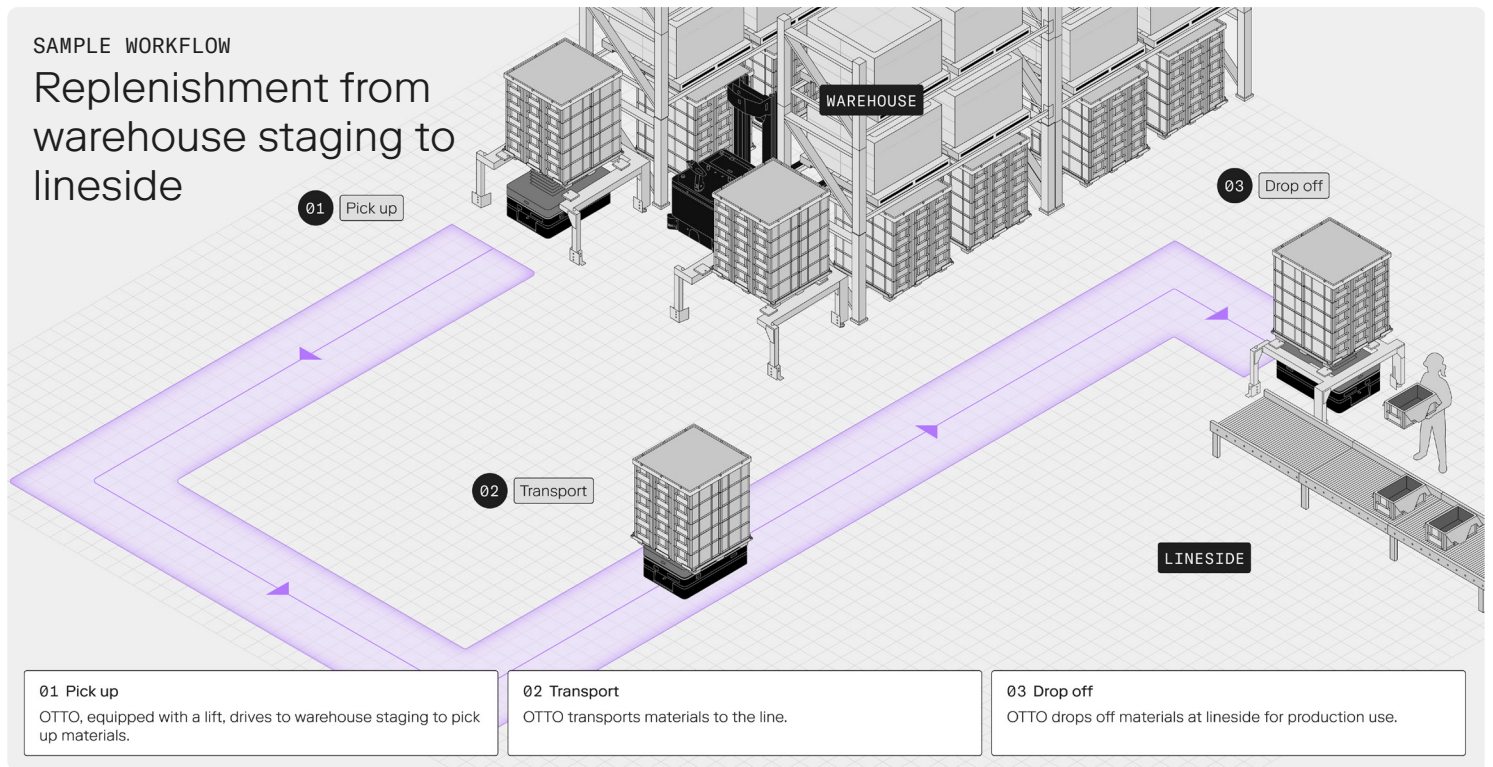 SAMPLE WORKFLOW
Replenishment from
warehouse staging to
lineside
WAREHOUSE
01 Pick up
03 Drop off
02 Transport
LINESIDE
01 Pick up
OTTO, equipped with a lift, drives to warehouse staging to pick
up materials.
02 Transport
OTTO transports materials to the line.
03 Drop off
OTTO drops off materials at lineside for production use.